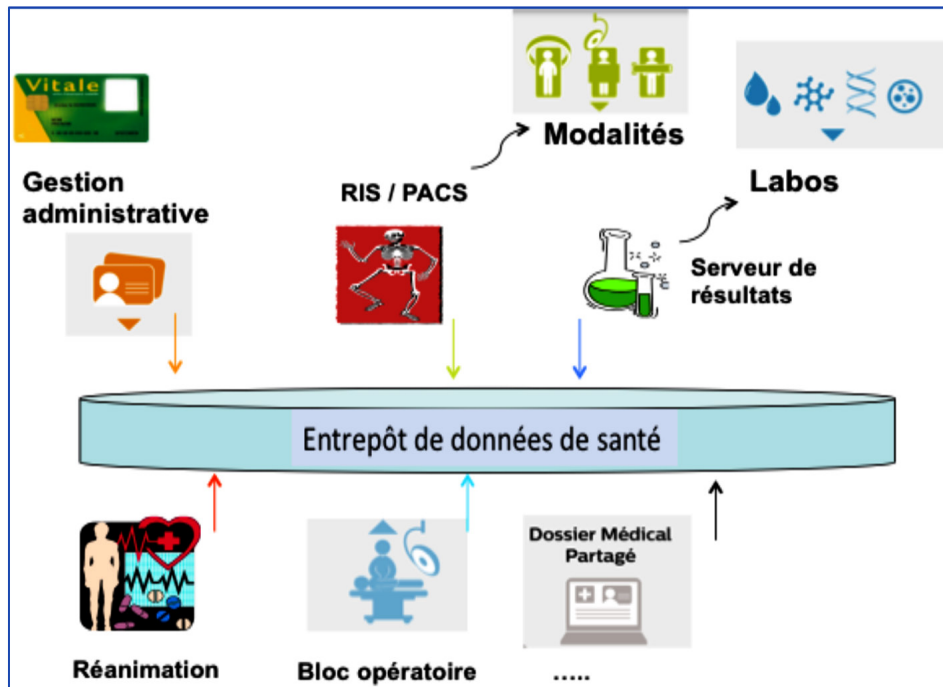 Vitale
Modalités
Labos
Gestion
administrative
RIS / PACS
Serveur de
résultats
Entrepôt de données de santé
Dossier Médical
Partagé
Réanimation
Bloc opératoire
.....